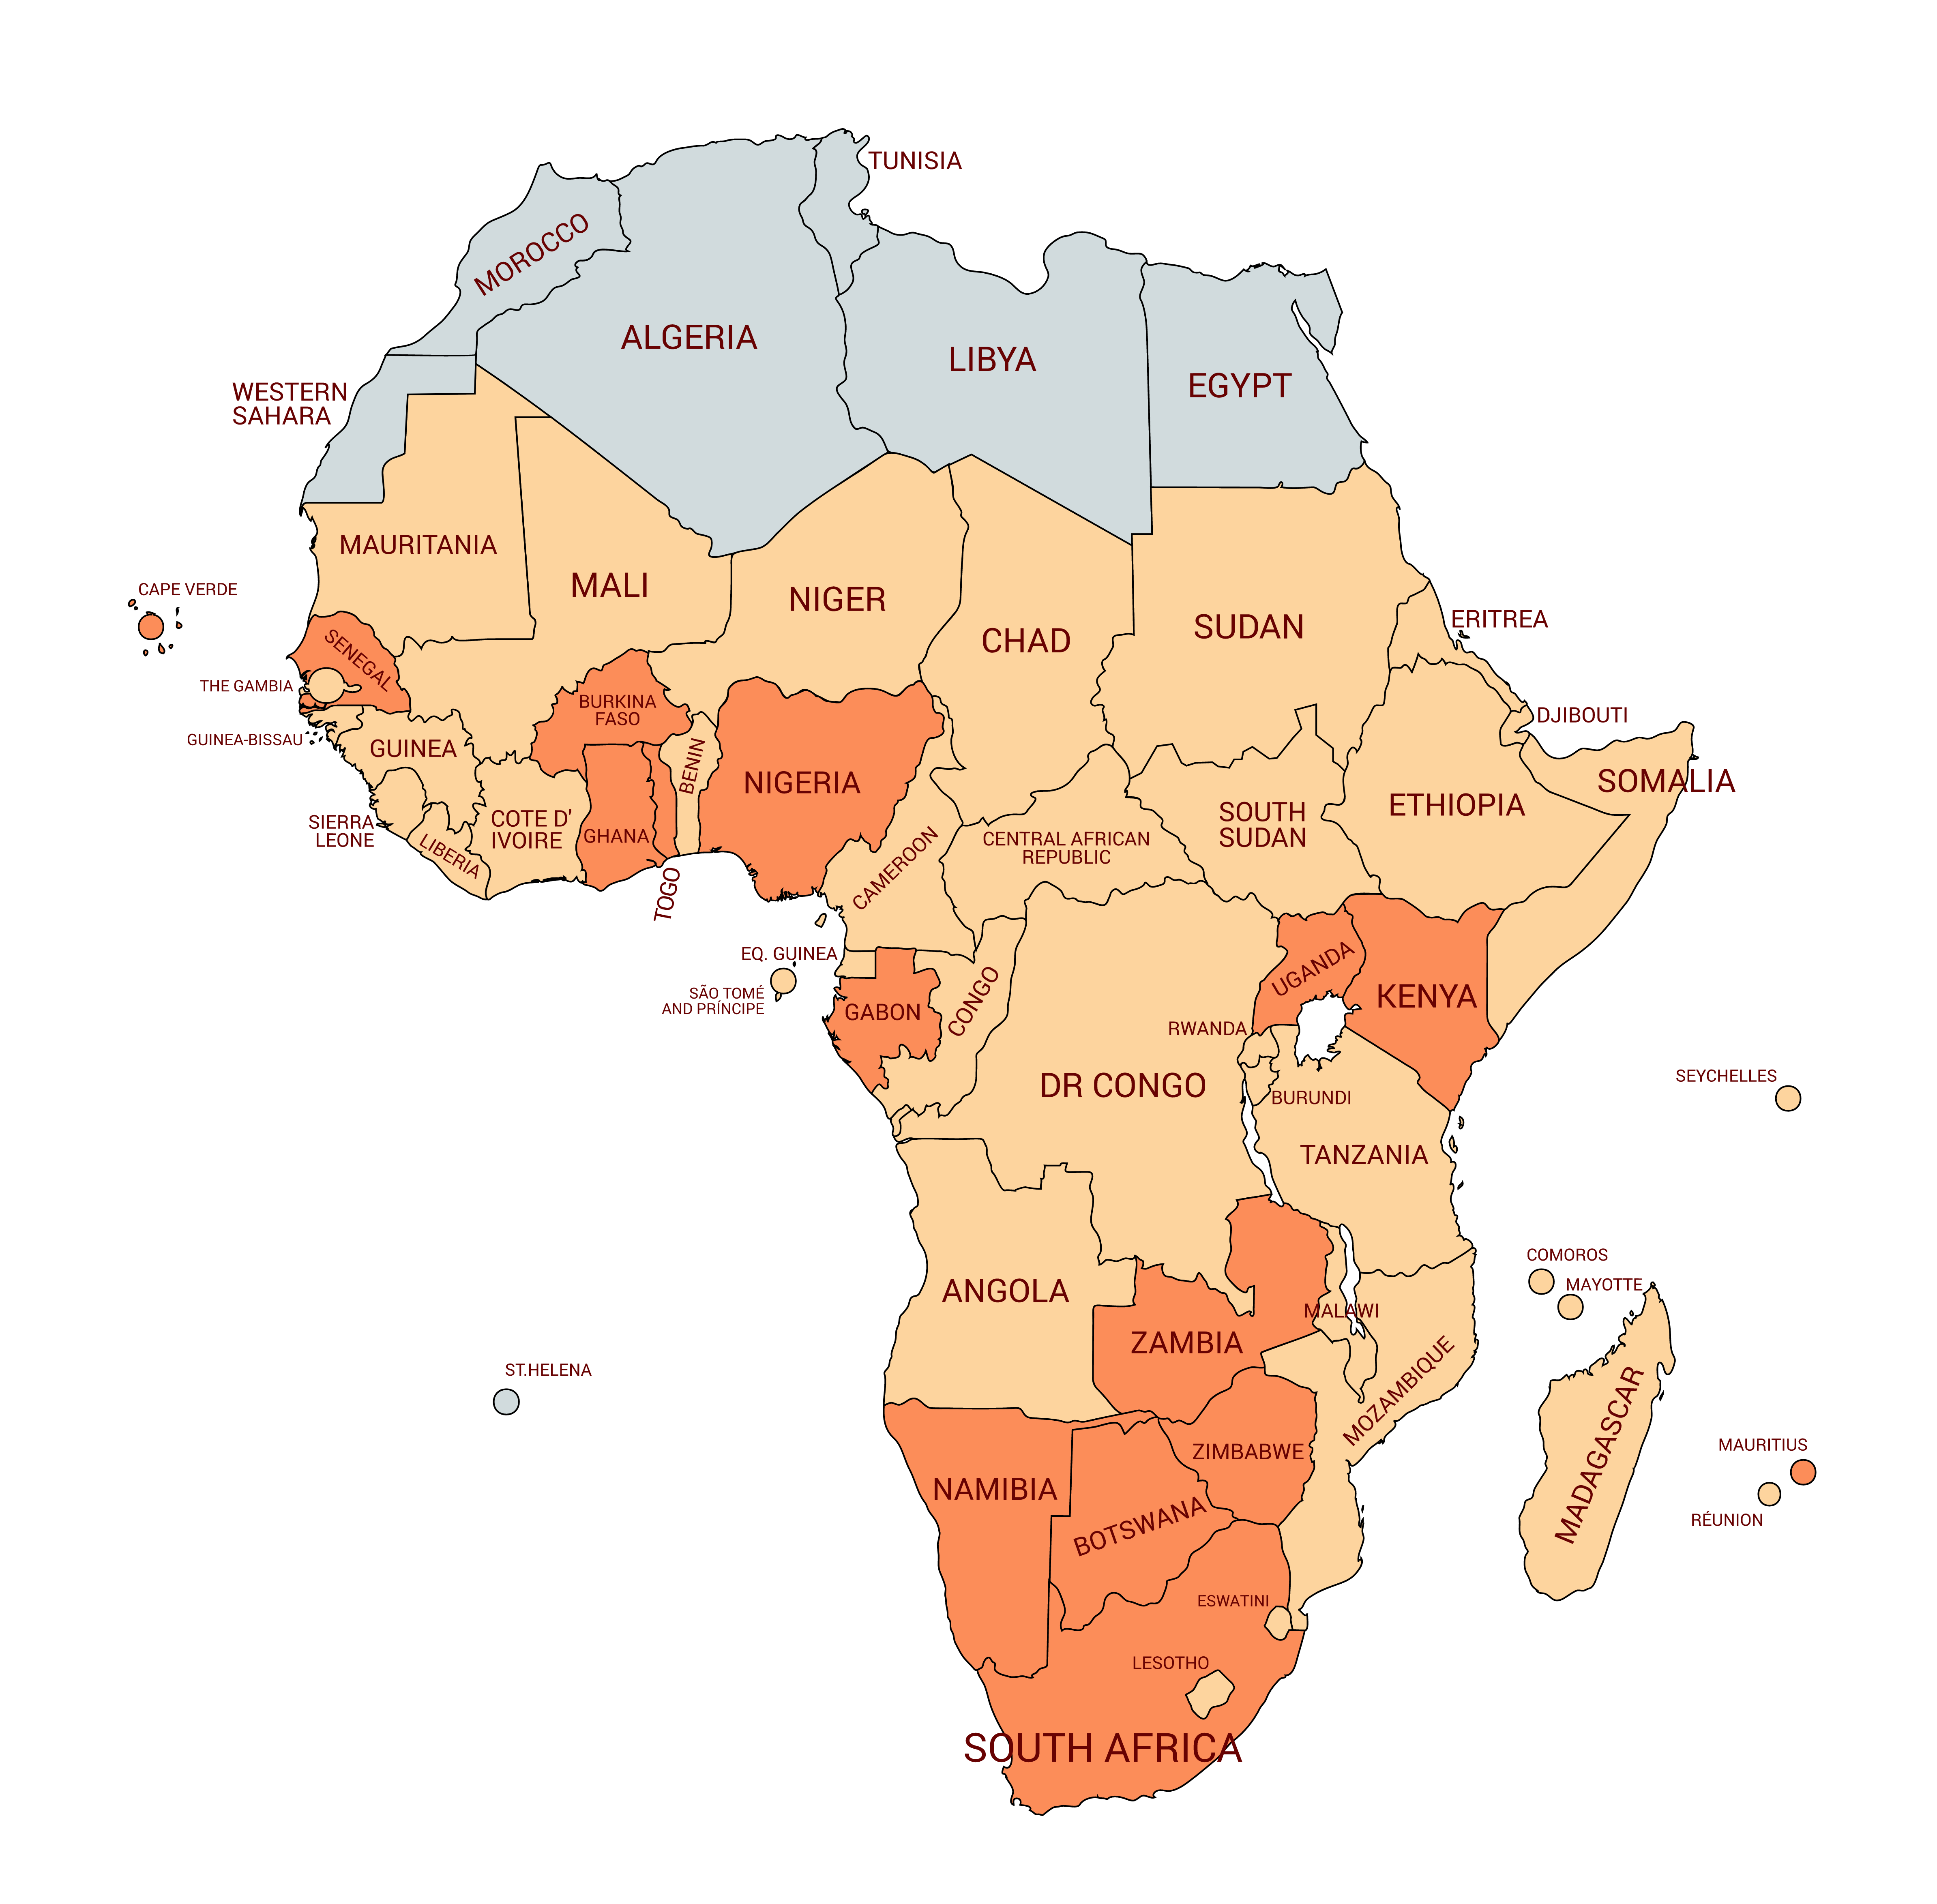 TUNISIA
MOROCCO
ALGERIA
LIBYA
EGYPT
WESTERN
SAHARA
MAURITANIA
MALI
NIGER
CHAD
SUDAN
ERITREA
CAPE VERDE
SENEGAL
THE GAMBIA
GUINEA-BISSAU
GUINEA
BURKINA
FASO
BENIN
NIGERIA
DJIBOUTI
SOMALIA
ETHIOPIA
SOUTH
SUDAN
SIERRA
LEONE
LIBERIA
COTE D'
IVOIRE
GHANA
TOGO
CAMEROON
CENTRAL AFRICAN
REPUBLIC
EQ. GUINEA
SÃO TOMÉ
AND PRÍNCIPE
GABON
CONGO
UGANDA
KENYA
RWANDA
DR CONGO
BURUNDI
TANZANIA
SEYCHELLES
COMOROS
MAYOTTE
ANGOLA
ZAMBIA
MALAWI
MOZAMBIQUE
MADAGASCAR
ST.HELENA
MAURITIUS
RÉUNION
NAMIBIA
ZIMBABWE
BOTSWANA
ESWATINI
LESOTHO
SOUTH AFRICA